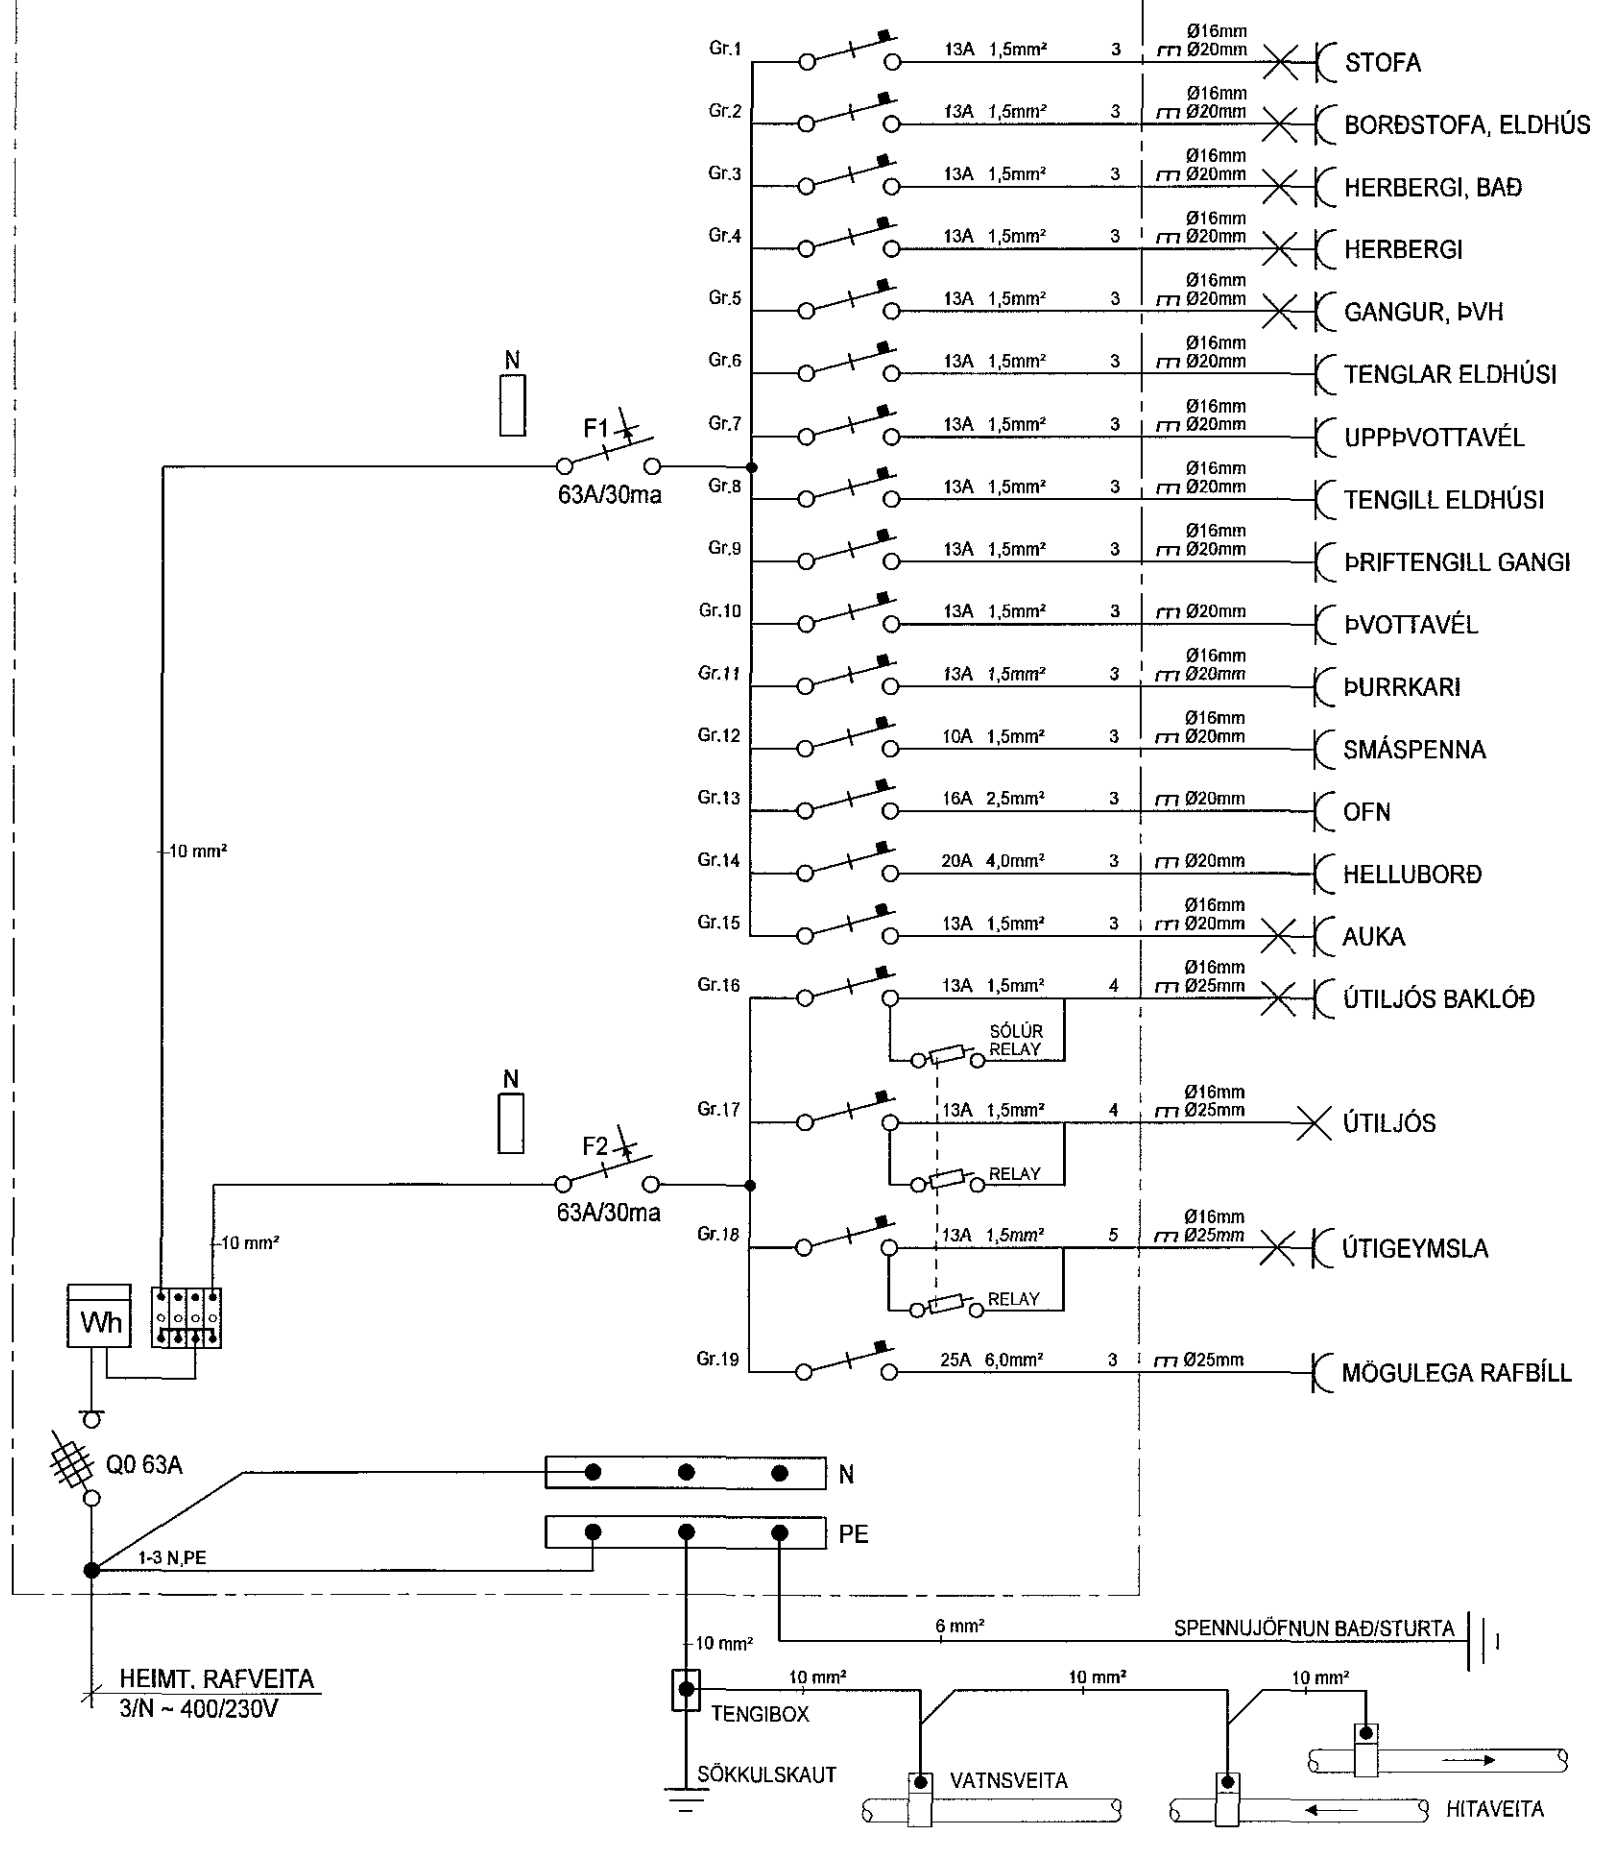 Ø16mm
Gr.1 13A 1,5mm² 3 Ø20mm STOFA
Ø16mm
Gr.2 13A 1,5mm² 3 Ø20mm BORÐSTOFA, ELDHÚS
Ø16mm
Gr.3 13A 1,5mm² 3 Ø20mm HERBERGI, BAÐ
Ø16mm
Gr.4 13A 1,5mm² 3 Ø20mm HERBERGI
Ø16mm
Gr.5 13A 1,5mm² 3 Ø20mm GANGUR, ÞVH
Ø16mm
Gr.6 13A 1,5mm² 3 Ø20mm TENGLAR ELDHÚSI
N
Ø16mm
Gr.7 13A 1,5mm² 3 Ø20mm UPPÞVOTTAVÉL
F1
63A/30ma
Ø16mm
Gr.8 13A 1,5mm² 3 Ø20mm TENGILL ELDHÚSI
Ø16mm
Gr.9 13A 1,5mm² 3 Ø20mm ÞRIFTENGILL GANGI
Gr.10 13A 1,5mm² 3 Ø20mm ÞVOTTAVÉL
Ø16mm
Gr.11 13A 1,5mm² 3 Ø20mm ÞURRKARI
Ø16mm
Gr.12 10A 1,5mm² 3 Ø20mm SMÁSPENNA
Gr.13 16A 2,5mm² 3 Ø20mm OFN
10 mm²
Gr.14 20A 4,0mm² 3 Ø20mm HELLUBORÐ
Ø16mm
Gr.15 13A 1,5mm² 3 Ø20mm AUKA
Ø16mm
Gr.16 13A 1,5mm² 4 Ø25mm ÚTILJÓS BAKLÓÐ
SÓLÚR
RELAY
N
Ø16mm
Gr.17 13A 1,5mm² 4 Ø25mm ÚTILJÓS
RELAY
F2
63A/30ma
Ø16mm
Gr.18 13A 1,5mm² 5 Ø25mm ÚTIGEYMSLA
RELAY
10 mm²
Wh
Gr.19 25A 6,0mm² 3 Ø25mm MÖGULEGA RAFBÍLL
Q0 63A
N
PE
1-3 N,PE
6 mm² SPENNUJÖFNUN BAÐ/STURTA
10 mm²
HEIMT. RAFVEITA
3/N ~ 400/230V
10 mm² 10 mm² 10 mm²
TENGIBOX
SÖKKULSKAUT
VATNSVEITA
HITAVEITA